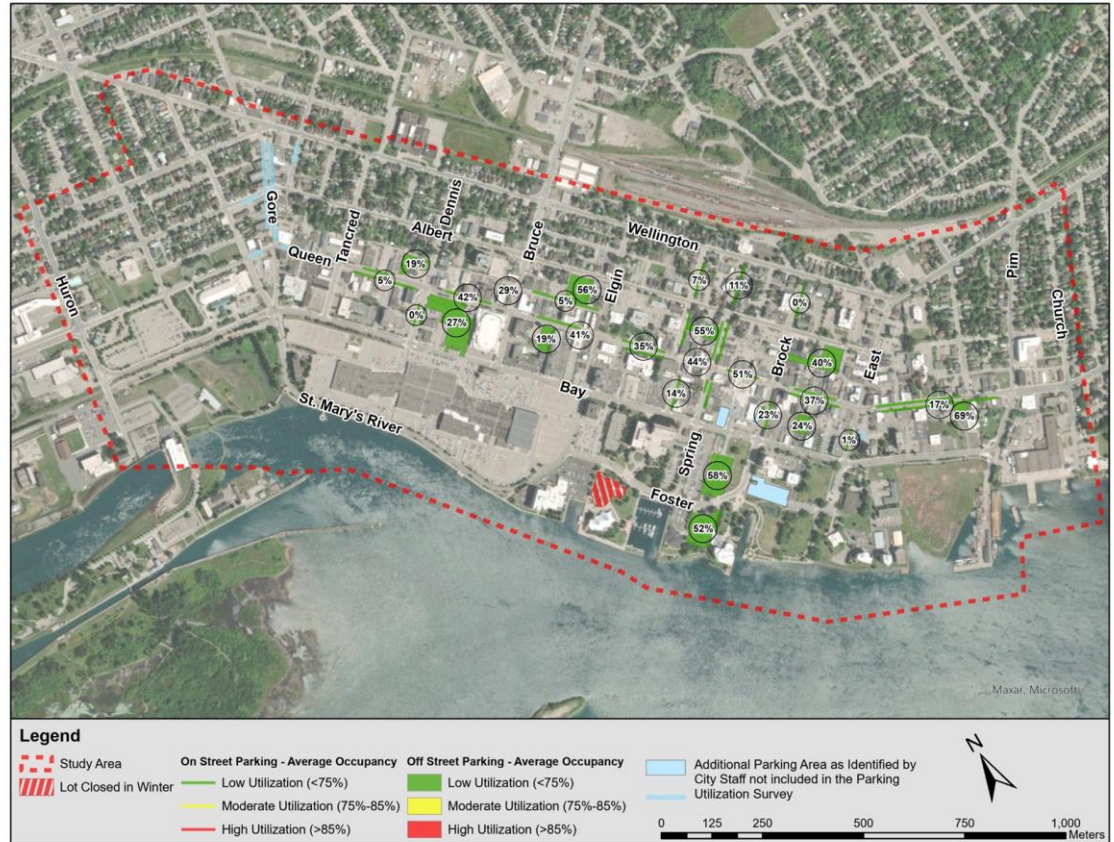 Gore
Dennis
Tancred
Albert
Bruce
Wellington
Pim
Queen
Elgin
Huron
Church
19%
5%
42%
29%
56%
5%
7%
11%
0%
0%
27%
19%
41%
35%
55%
44%
51%
Brock
40%
East
14%
23%
37%
24%
1%
17%
69%
Bay
St. Mary's River
Spring
58%
Foster
52%
Maxar, Microsoft
Legend
Study Area
Lot Closed in Winter
On Street Parking - Average Occupancy
Low Utilization (<75%)
Moderate Utilization (75%-85%)
High Utilization (>85%)
Off Street Parking - Average Occupancy
Low Utilization (<75%)
Moderate Utilization (75%-85%)
High Utilization (>85%)
Additional Parking Area as Identified by
City Staff not included in the Parking
Utilization Survey
N
0 125 250 500 750 1,000
Meters